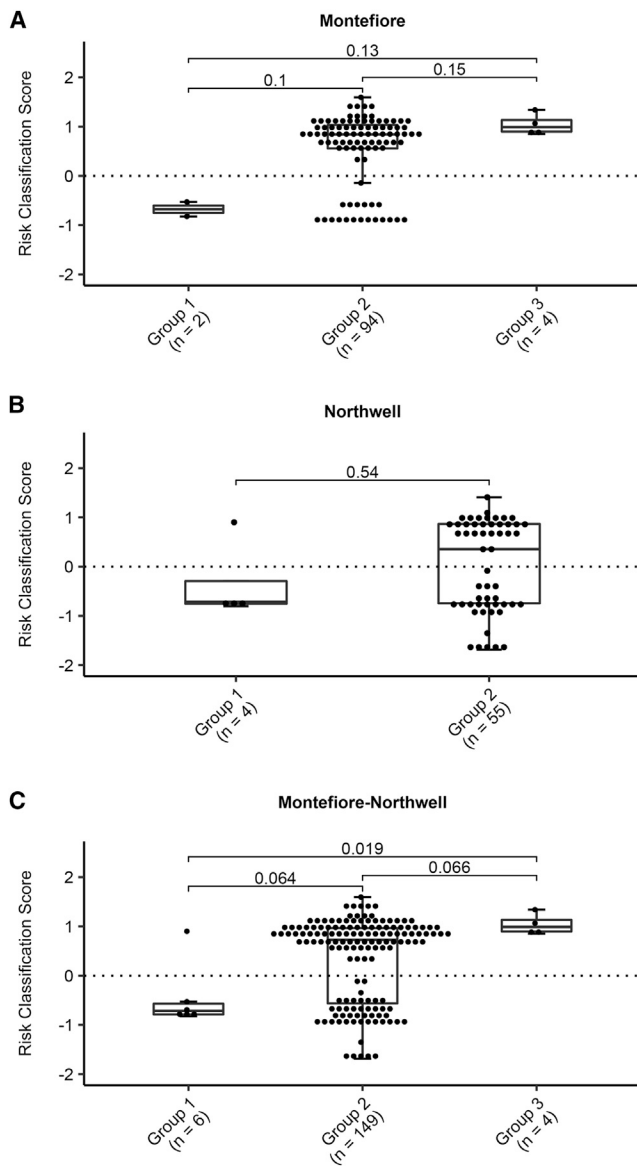 A
Montefiore
0.13
0.1
0.15
Risk Classification Score
2
1
0
-1
-2
Group 1
(n = 2)
Group 2
(n = 94)
Group 3
(n = 4)
B
Northwell
0.54
Risk Classification Score
2
1
0
-1
-2
Group 1
(n = 4)
Group 2
(n = 55)
C
Montefiore-Northwell
0.019
0.064
0.066
Risk Classification Score
2
1
0
-1
-2
Group 1
(n = 6)
Group 2
(n = 149)
Group 3
(n = 4)